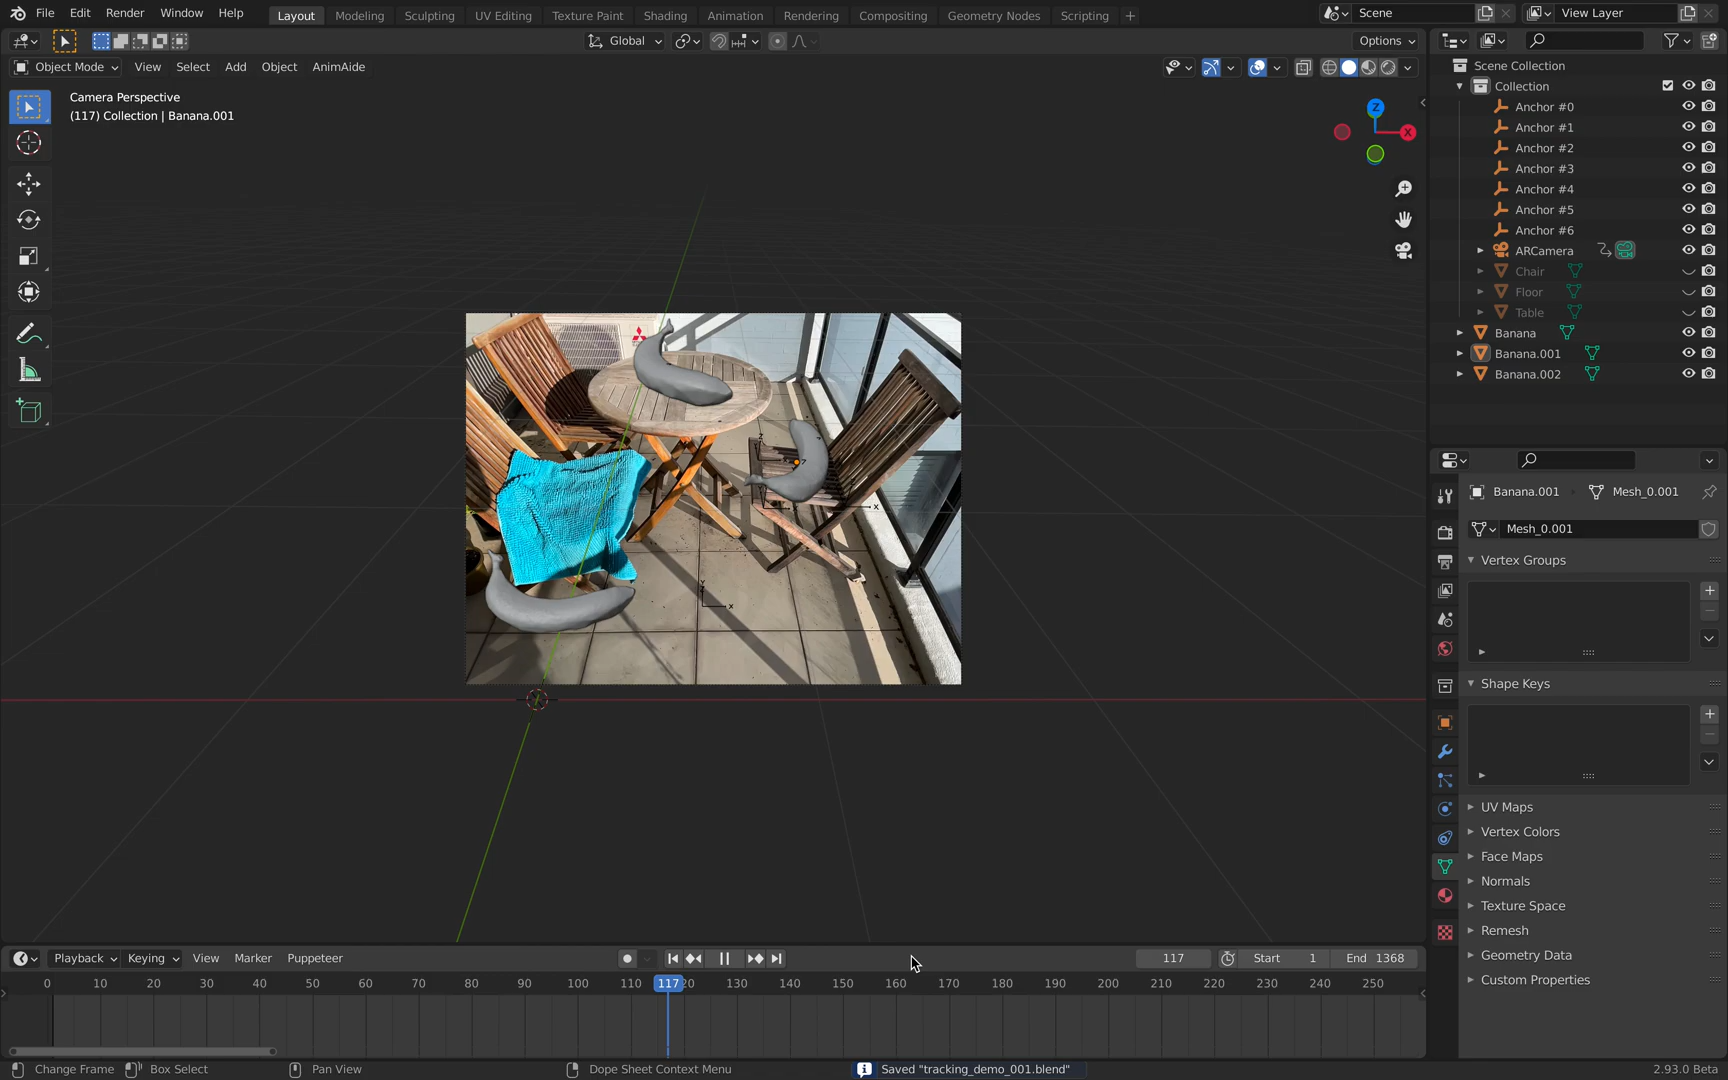 File Edit Render Window Help Layout Modeling Sculpting UV Editing Texture Paint Shading Animation Rendering Compositing Geometry Nodes Scripting + Scene View Layer
Global Options
Object Mode View Select Add Object AnimAide
Camera Perspective
(117) Collection | Banana.001
Z
X
Scene Collection
Collection
Anchor #0
Anchor #1
Anchor #2
Anchor #3
Anchor #4
Anchor #5
Anchor #6
ARCamera
Chair
Floor
Table
Banana
Banana.001
Banana.002
Banana.001 Mesh_0.001
Mesh_0.001
Vertex Groups
Shape Keys
UV Maps
Vertex Colors
Face Maps
Normals
Texture Space
Remesh
Geometry Data
Custom Properties
z
x
Y
x
Playback Keying View Marker Puppeteer 117 Start 1 End 1368
0 10 20 30 40 50 60 70 80 90 100 110 117 20 130 140 150 160 170 180 190 200 210 220 230 240 250
Change Frame Box Select Pan View Dope Sheet Context Menu Saved "tracking_demo_001.blend" 2.93.0 Beta